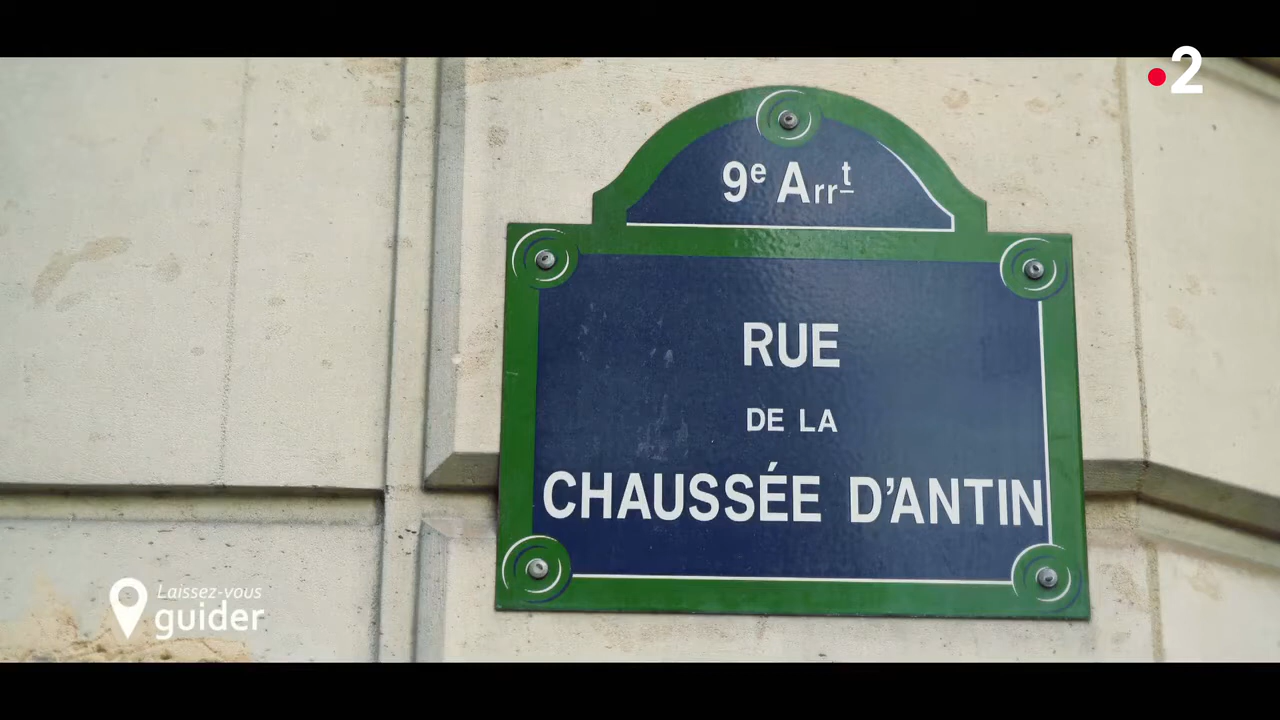 2
9e Arrt
RUE
DE LA
CHAUSSÉE D'ANTIN
Laissez-vous
guider